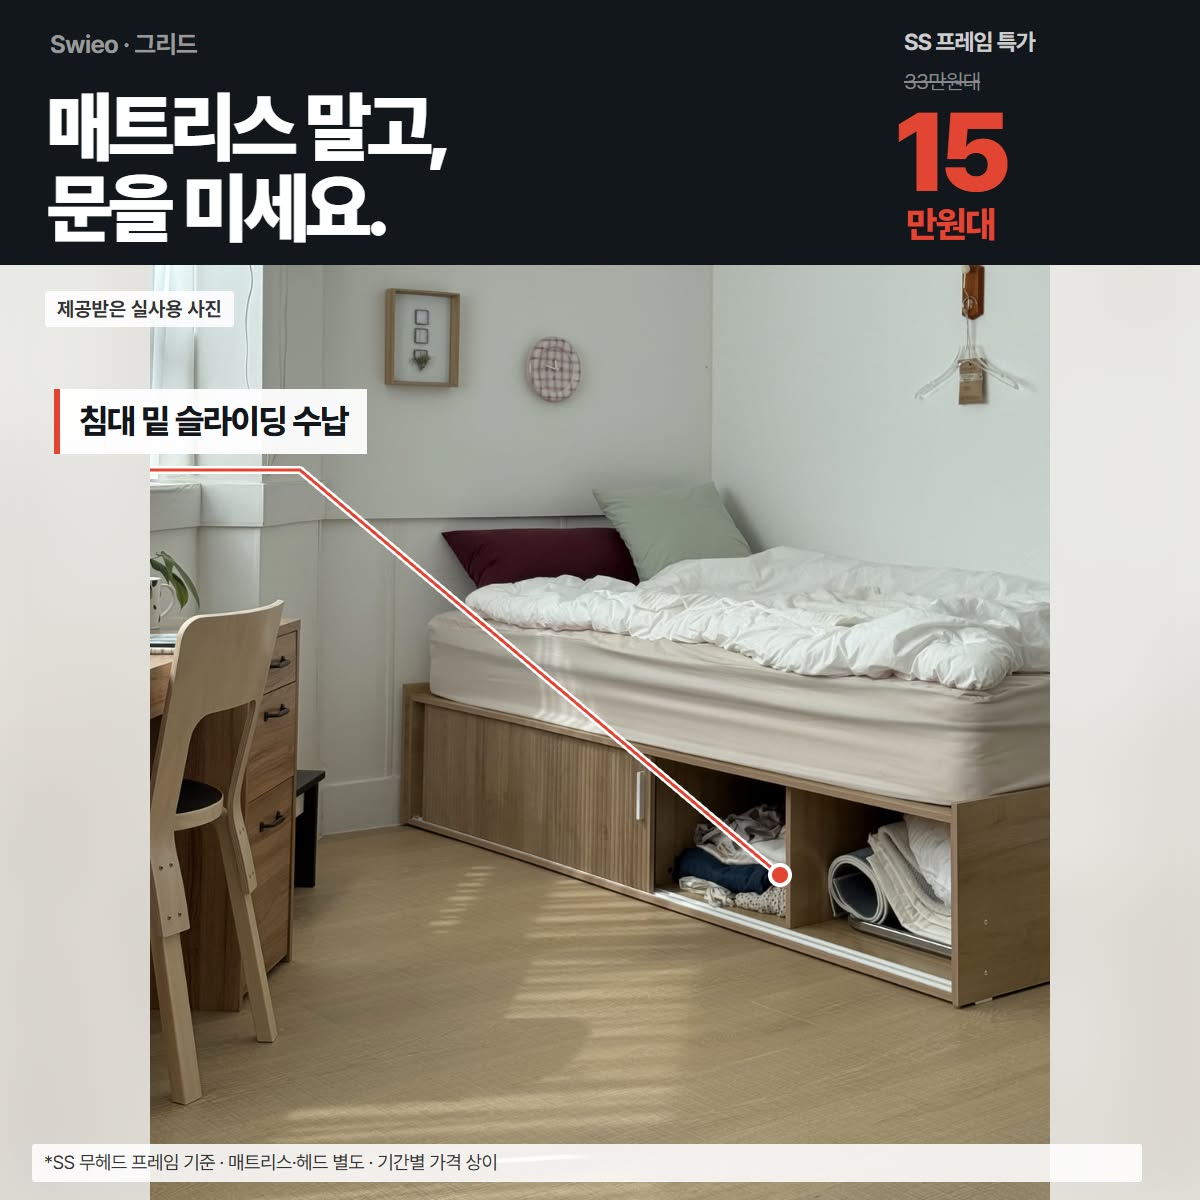 Swieo · 그리드
매트리스 말고,
문을 미세요.
SS 프레임 특가
33만원대
15
만원대
제공받은 실사용 사진
침대 밑 슬라이딩 수납
*SS 무헤드 프레임 기준 · 매트리스·헤드 별도 · 기간별 가격 상이